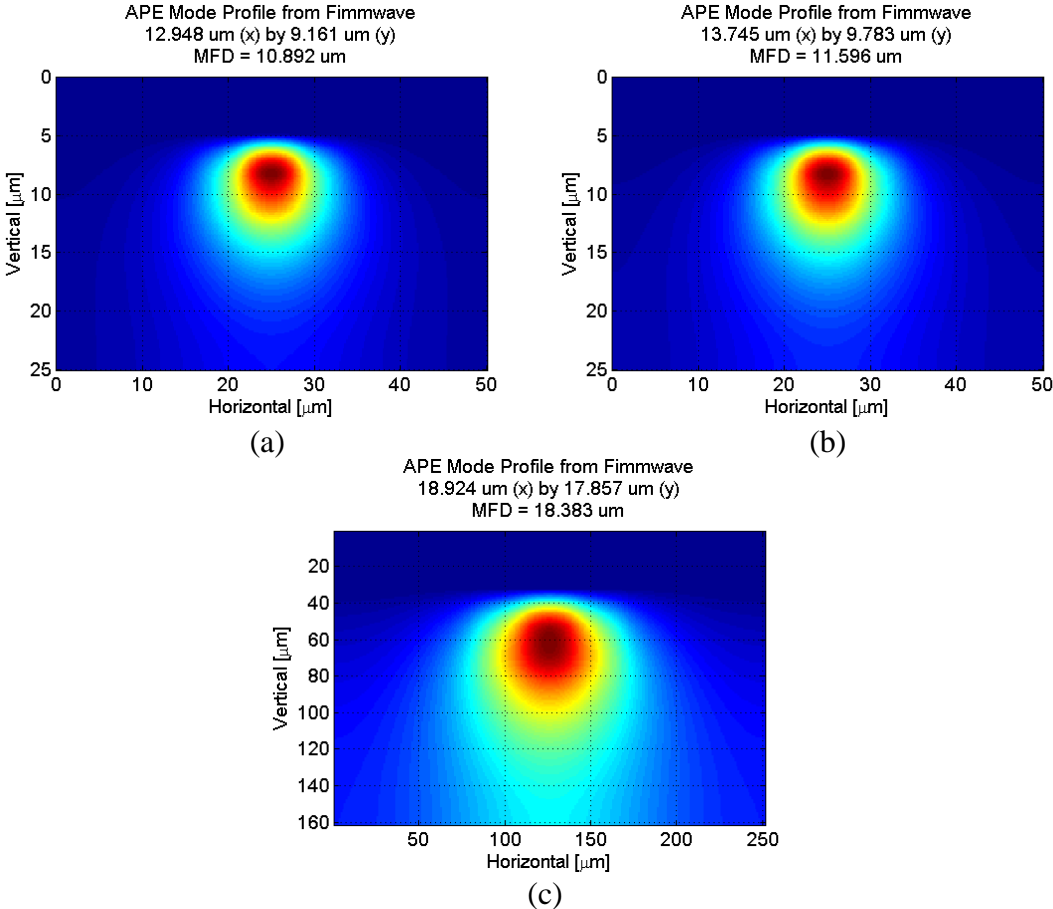 APE Mode Profile from Fimmwave
12.948 um (x) by 9.161 um (y)
MFD = 10.892 um
0
5
10
15
20
25
Vertical [μm]
0 10 20 30 40 50
Horizontal [μm]
(a)
APE Mode Profile from Fimmwave
13.745 um (x) by 9.783 um (y)
MFD = 11.596 um
0
5
10
15
20
25
Vertical [μm]
0 10 20 30 40 50
Horizontal [μm]
(b)
APE Mode Profile from Fimmwave
18.924 um (x) by 17.857 um (y)
MFD = 18.383 um
20
40
60
80
100
120
140
160
Vertical [μm]
50 100 150 200 250
Horizontal [μm]
(c)